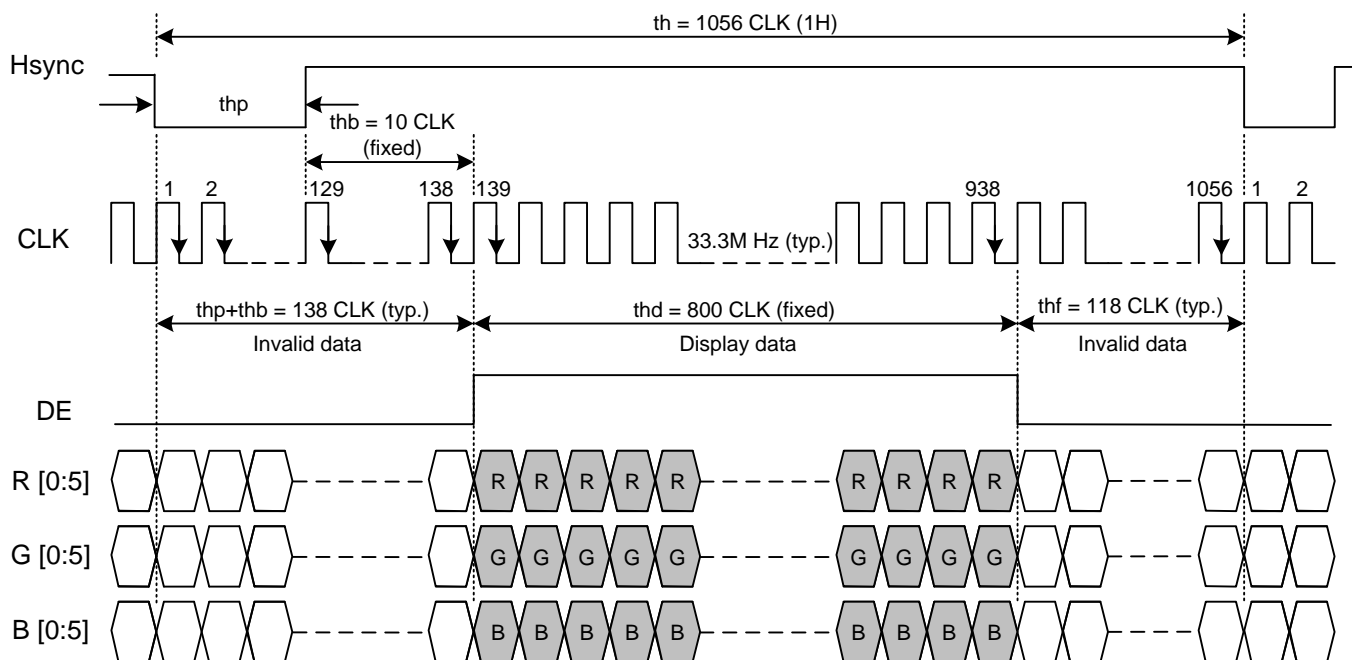 th = 1056 CLK (1H)
Hsync
thp
thb = 10 CLK
(fixed)
1 2 129 138 139 938 1056 1 2
CLK
33.3M Hz (typ.)
thp+thb = 138 CLK (typ.) thd = 800 CLK (fixed) thf = 118 CLK (typ.)
Invalid data Display data Invalid data
DE
R [0:5] R R R R R R R R R
G [0:5] G G G G G G G G G
B [0:5] B B B B B B B B B